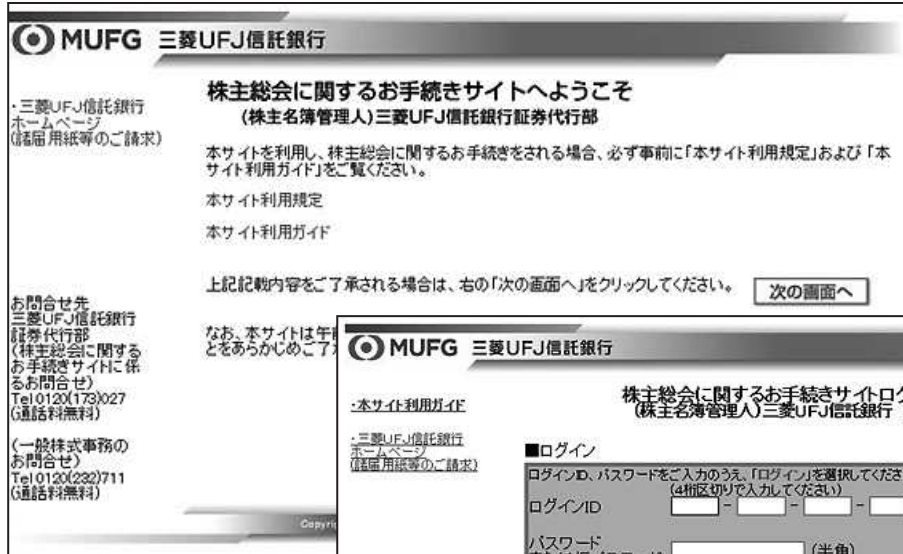 MUFG 三菱UFJ信託銀行
・三菱UFJ信託銀行
ホームページ
(諸届用紙等のご請求)
株主総会に関するお手続きサイトへようこそ
(株主名簿管理人)三菱UFJ信託銀行証券代行部
本サイトを利用し、株主総会に関するお手続きをされる場合、必ず事前に「本サイト利用規定」および「本
サイト利用ガイド」をご覧ください。
本サイト利用規定
本サイト利用ガイド
上記記載内容をご了承される場合は、右の「次の画面へ」をクリックしてください。
次の画面へ
なお、本サイトは午前
とをあらかじめご了
お問合せ先
三菱UFJ信託銀行
証券代行部
(株主総会に関する
お手続きサイトに係
るお問合せ)
Tel 0120(173)027
(通話料無料)
(一般株式事務の
お問合せ)
Tel 0120(232)711
(通話料無料)
MUFG 三菱UFJ信託銀行
・本サイト利用ガイド
・三菱UFJ信託銀行
ホームページ
(諸届用紙等のご請求)
株主総会に関するお手続きサイトログ
(株主名簿管理人)三菱UFJ信託銀行
■ログイン
ログインID、パスワードをご入力のうえ、「ログイン」を選択してくださ
(4桁区切りで入力してください)
ログインID - - -
パスワード
(半角)